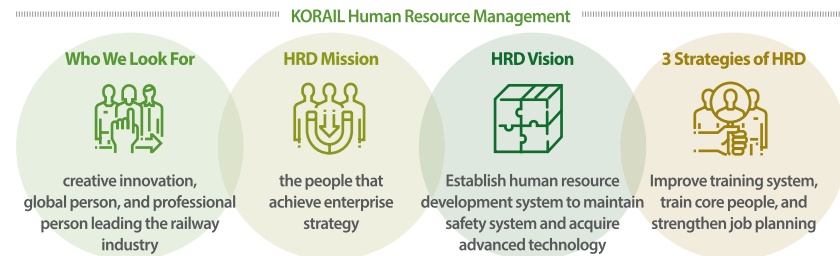 KORAIL Human Resource Management
Who We Look For
creative innovation,
global person, and professional
person leading the railway
industry
HRD Mission
the people that
achieve enterprise
strategy
HRD Vision
Establish human resource
development system to maintain
safety system and acquire
advanced technology
3 Strategies of HRD
Improve training system,
train core people, and
strengthen job planning